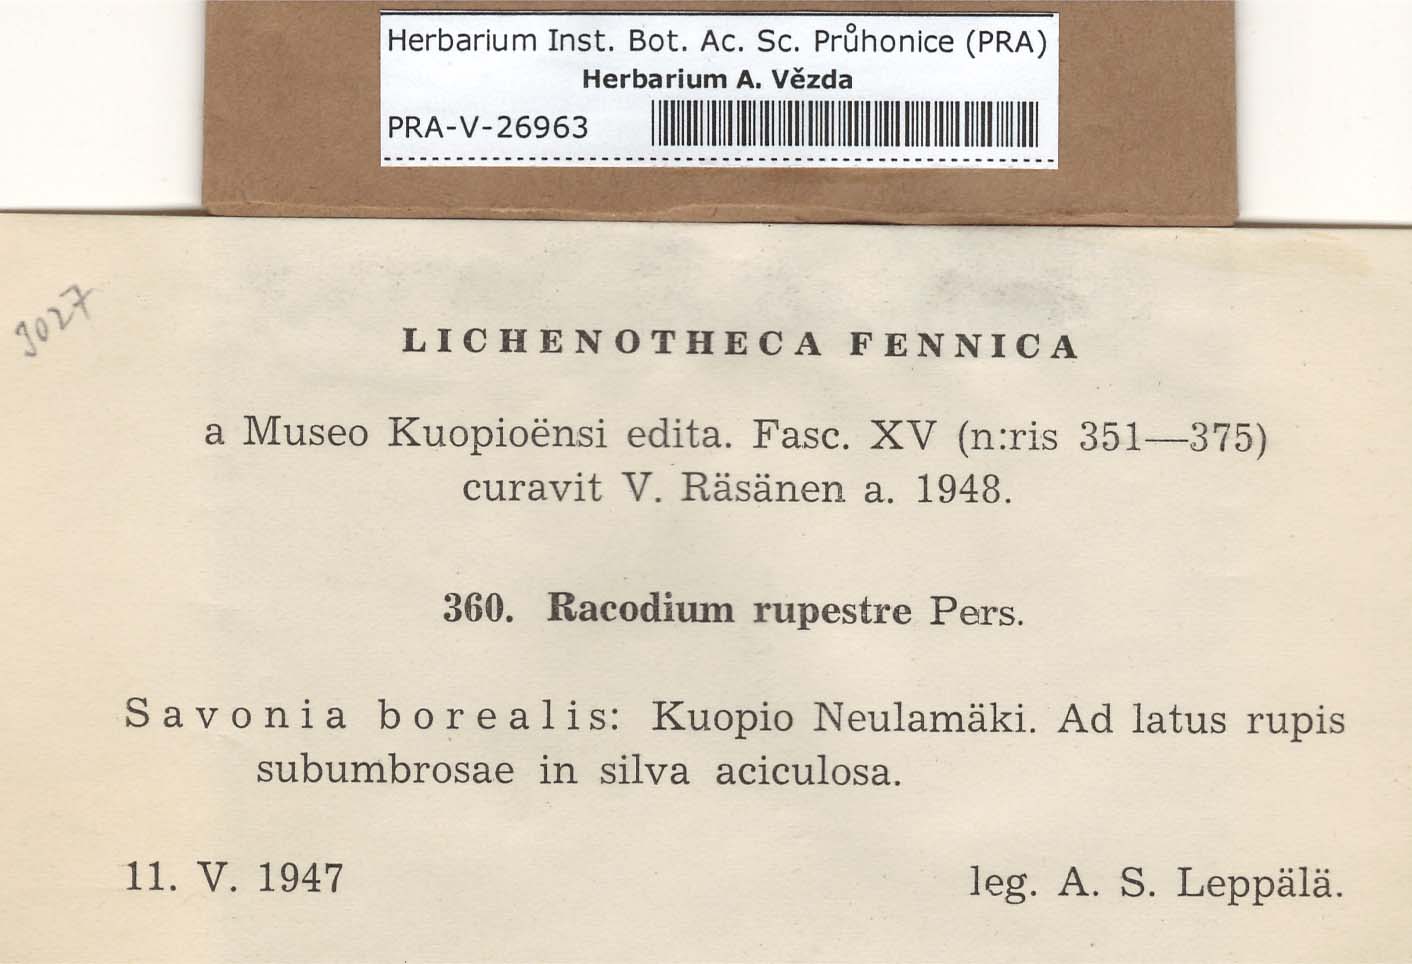 Herbarium Inst. Bot. Ac. Sc. Průhonice (PRA)
Herbarium A. Vězda
PRA-V-26963
3027
LICHENOTHECA FENNICA
a Museo Kuopioënsi edita. Fasc. XV (n:ris 351—375)
curavit V. Räsänen a. 1948.
360. Racodium rupestre Pers.
Savonia borealis: Kuopio Neulamäki. Ad latus rupis
subumbrosae in silva aciculosa.
11. V. 1947
leg. A. S. Leppälä.